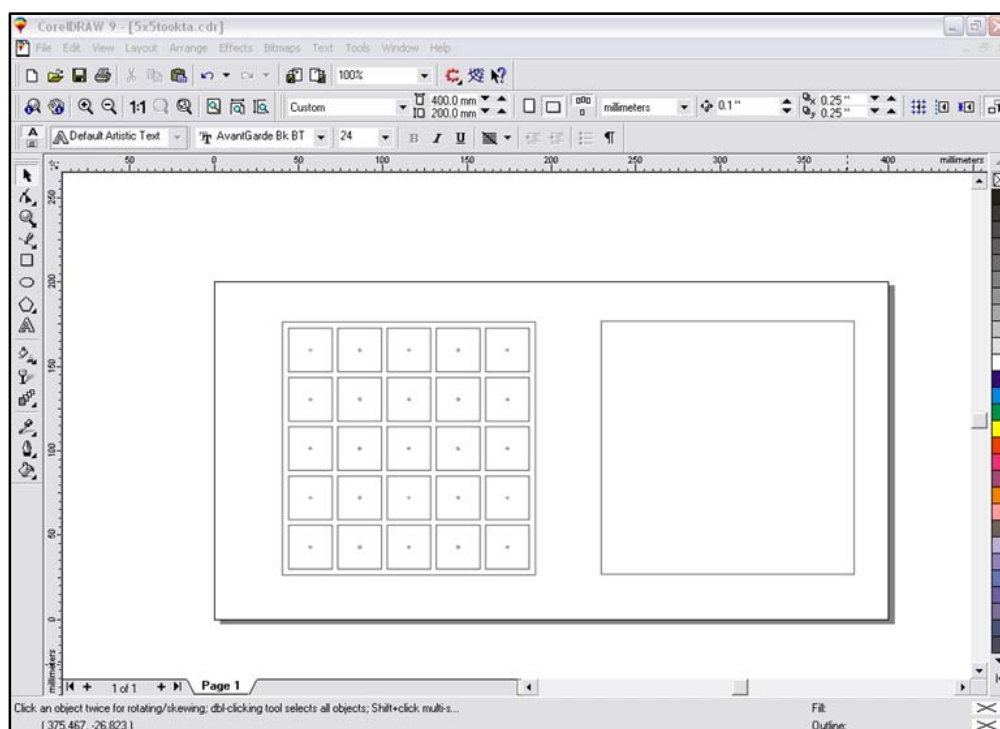 CorelDRAW 9 - [5x5tookta.cdr]
File Edit View Layout Arrange Effects Bitmaps Text Tools Window Help
100%
1:1 Custom 400.0 mm 200.0 mm millimeters 0.1 " x 0.25 " y 0.25 "
A Default Artistic Text AvantGarde Bk BT 24 B I U
50 0 50 100 150 200 250 300 350 400 millimeters
250
200
150
100
50
0
millimeters
1 of 1 Page 1
Click an object twice for rotating/skewing; dbl-clicking tool selects all objects; Shift+click multi-s... Fill:
( 375.467, -26.823 ) Outline: